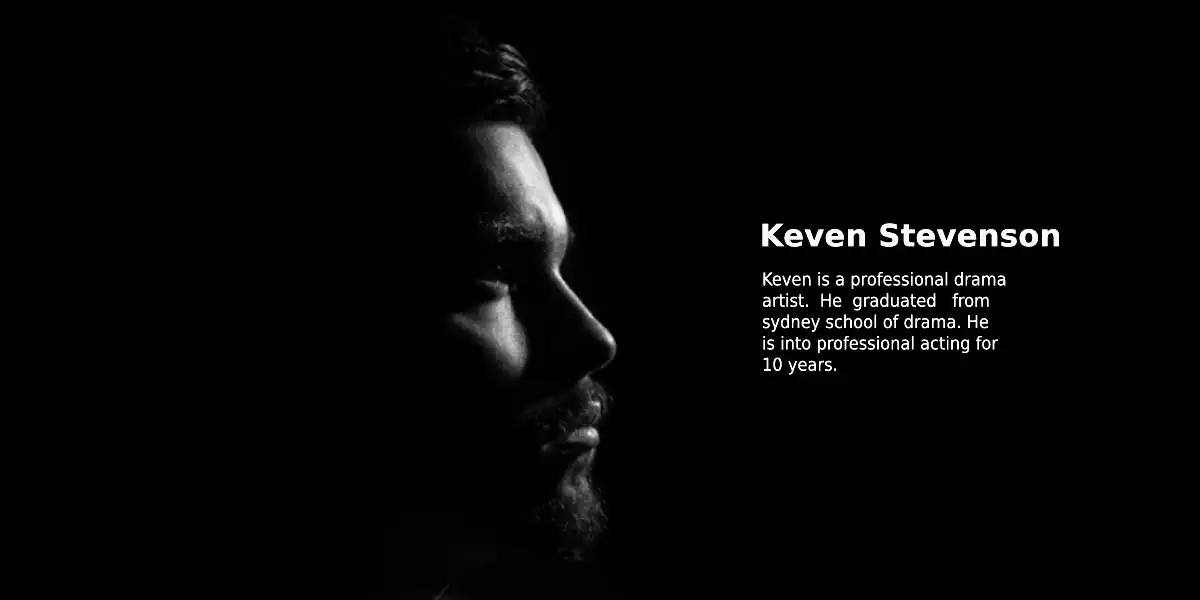 Keven Stevenson
Keven is a professional drama
artist. He graduated from
sydney school of drama. He
is into professional acting for
10 years.